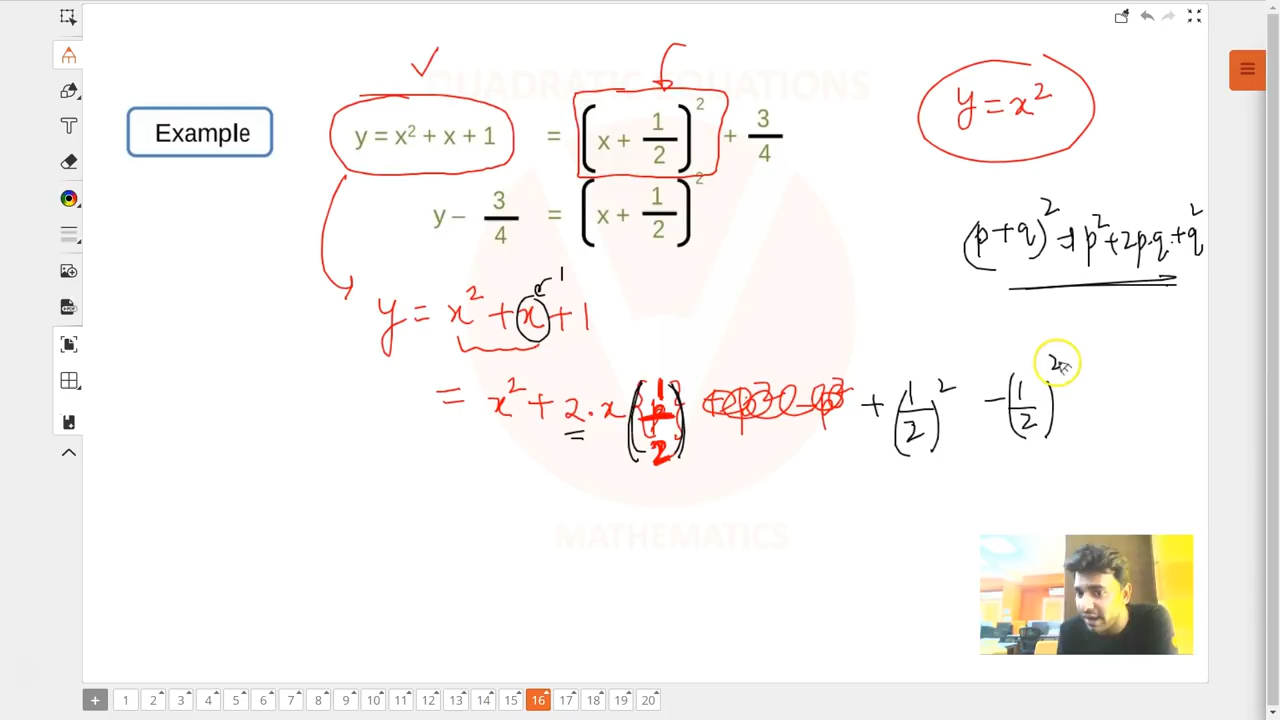 QUADRATIC EQUATIONS
Example
y = x² + x + 1 = (x + 1/2)² + 3/4
y – 3/4 = (x + 1/2)²
y = x²
(p+q)² = p² + 2p·q + q²
1
y = x² + x + 1
= x² + 2·x (1/2) + (1/2)² – (1/2)²
MATHEMATICS
+ 1 2 3 4 5 6 7 8 9 10 11 12 13 14 15 16 17 18 19 20